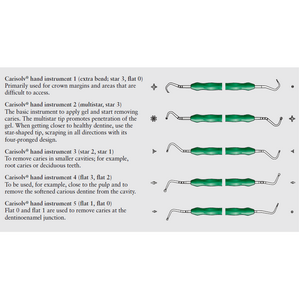 Carisolv® hand instrument 1 (extra bend; star 3, flat 0)
Primarily used for crown margins and areas that are
difficult to access.
Carisolv® hand instrument 2 (multistar, star 3)
The basic instrument to apply gel and start removing
caries. The multistar tip promotes penetration of the
gel. When getting closer to healthy dentine, use the
star-shaped tip, scraping in all directions with its
four-pronged design.
Carisolv® hand instrument 3 (star 2, star 1)
To remove caries in smaller cavities; for example,
root caries or deciduous teeth.
Carisolv® hand instrument 4 (flat 3, flat 2)
To be used, for example, close to the pulp and to
remove the softened carious dentine from the cavity.
Carisolv® hand instrument 5 (flat 1, flat 0)
Flat 0 and flat 1 are used to remove caries at the
dentinoenamel junction.